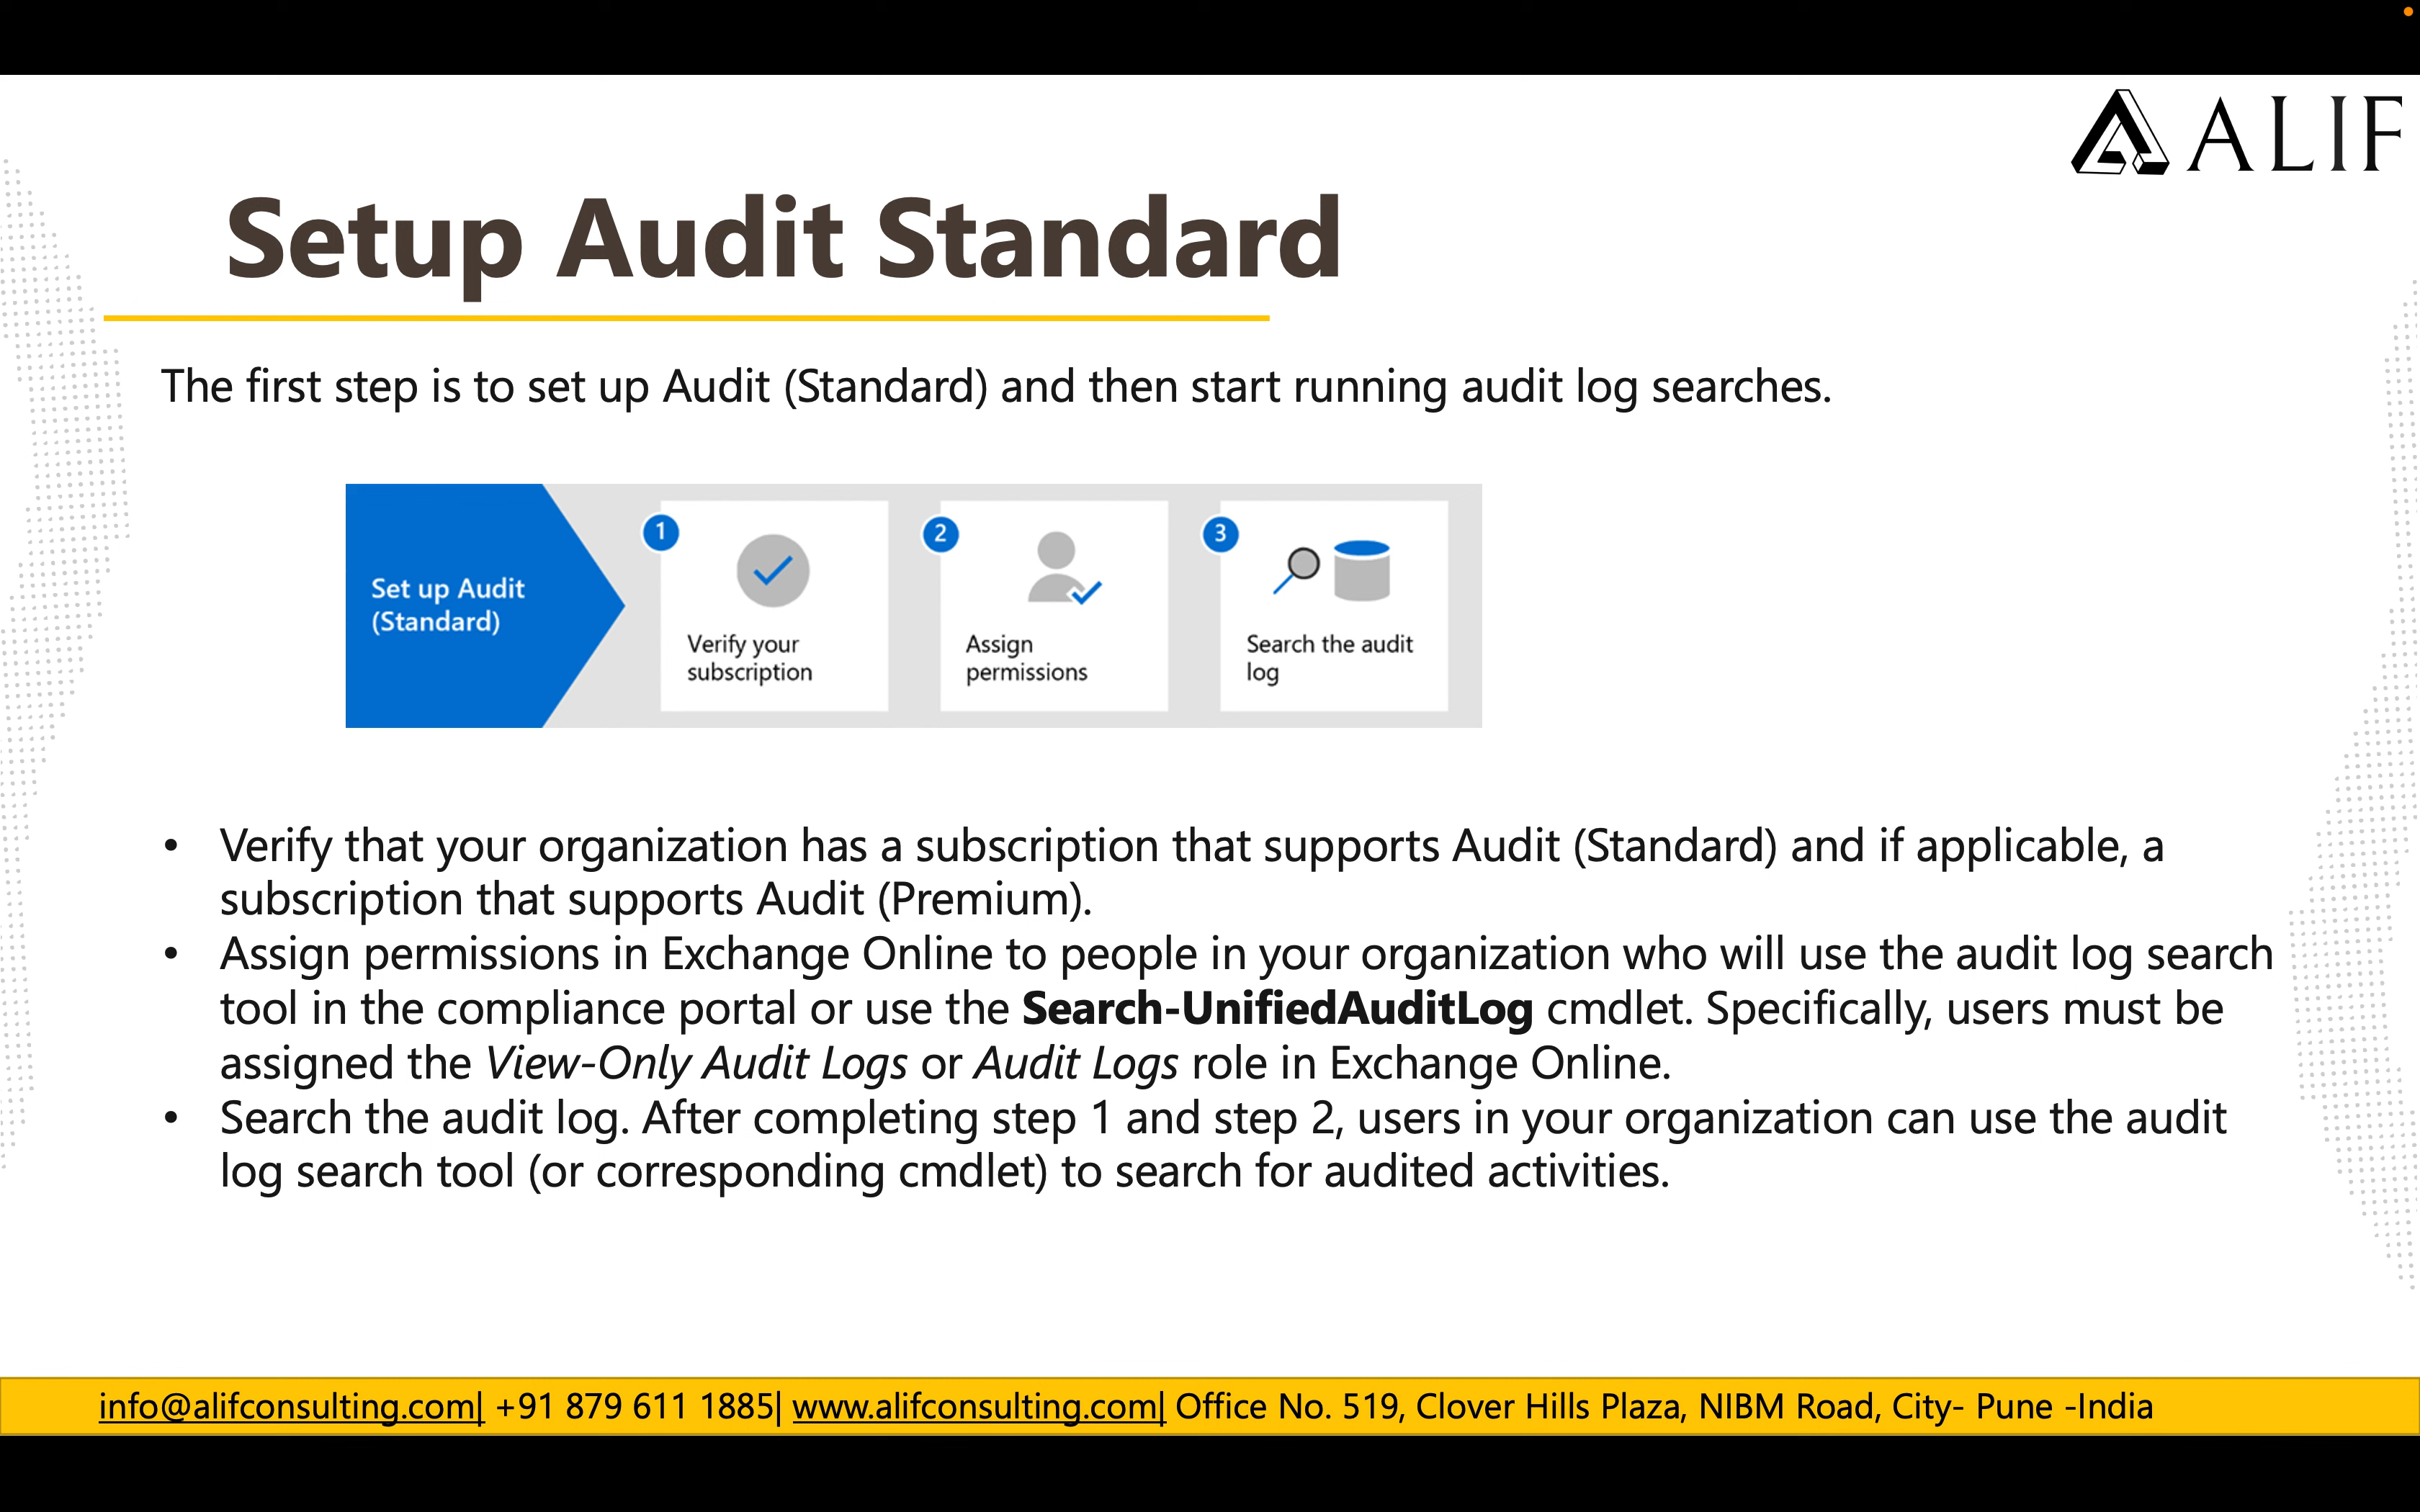 ALIF
Setup Audit Standard
The first step is to set up Audit (Standard) and then start running audit log searches.
Set up Audit
(Standard)
1
Verify your
subscription
2
Assign
permissions
3
Search the audit
log
• Verify that your organization has a subscription that supports Audit (Standard) and if applicable, a
subscription that supports Audit (Premium).
• Assign permissions in Exchange Online to people in your organization who will use the audit log search
tool in the compliance portal or use the Search-UnifiedAuditLog cmdlet. Specifically, users must be
assigned the View-Only Audit Logs or Audit Logs role in Exchange Online.
• Search the audit log. After completing step 1 and step 2, users in your organization can use the audit
log search tool (or corresponding cmdlet) to search for audited activities.
info@alifconsulting.com| +91 879 611 1885| www.alifconsulting.com| Office No. 519, Clover Hills Plaza, NIBM Road, City- Pune -India